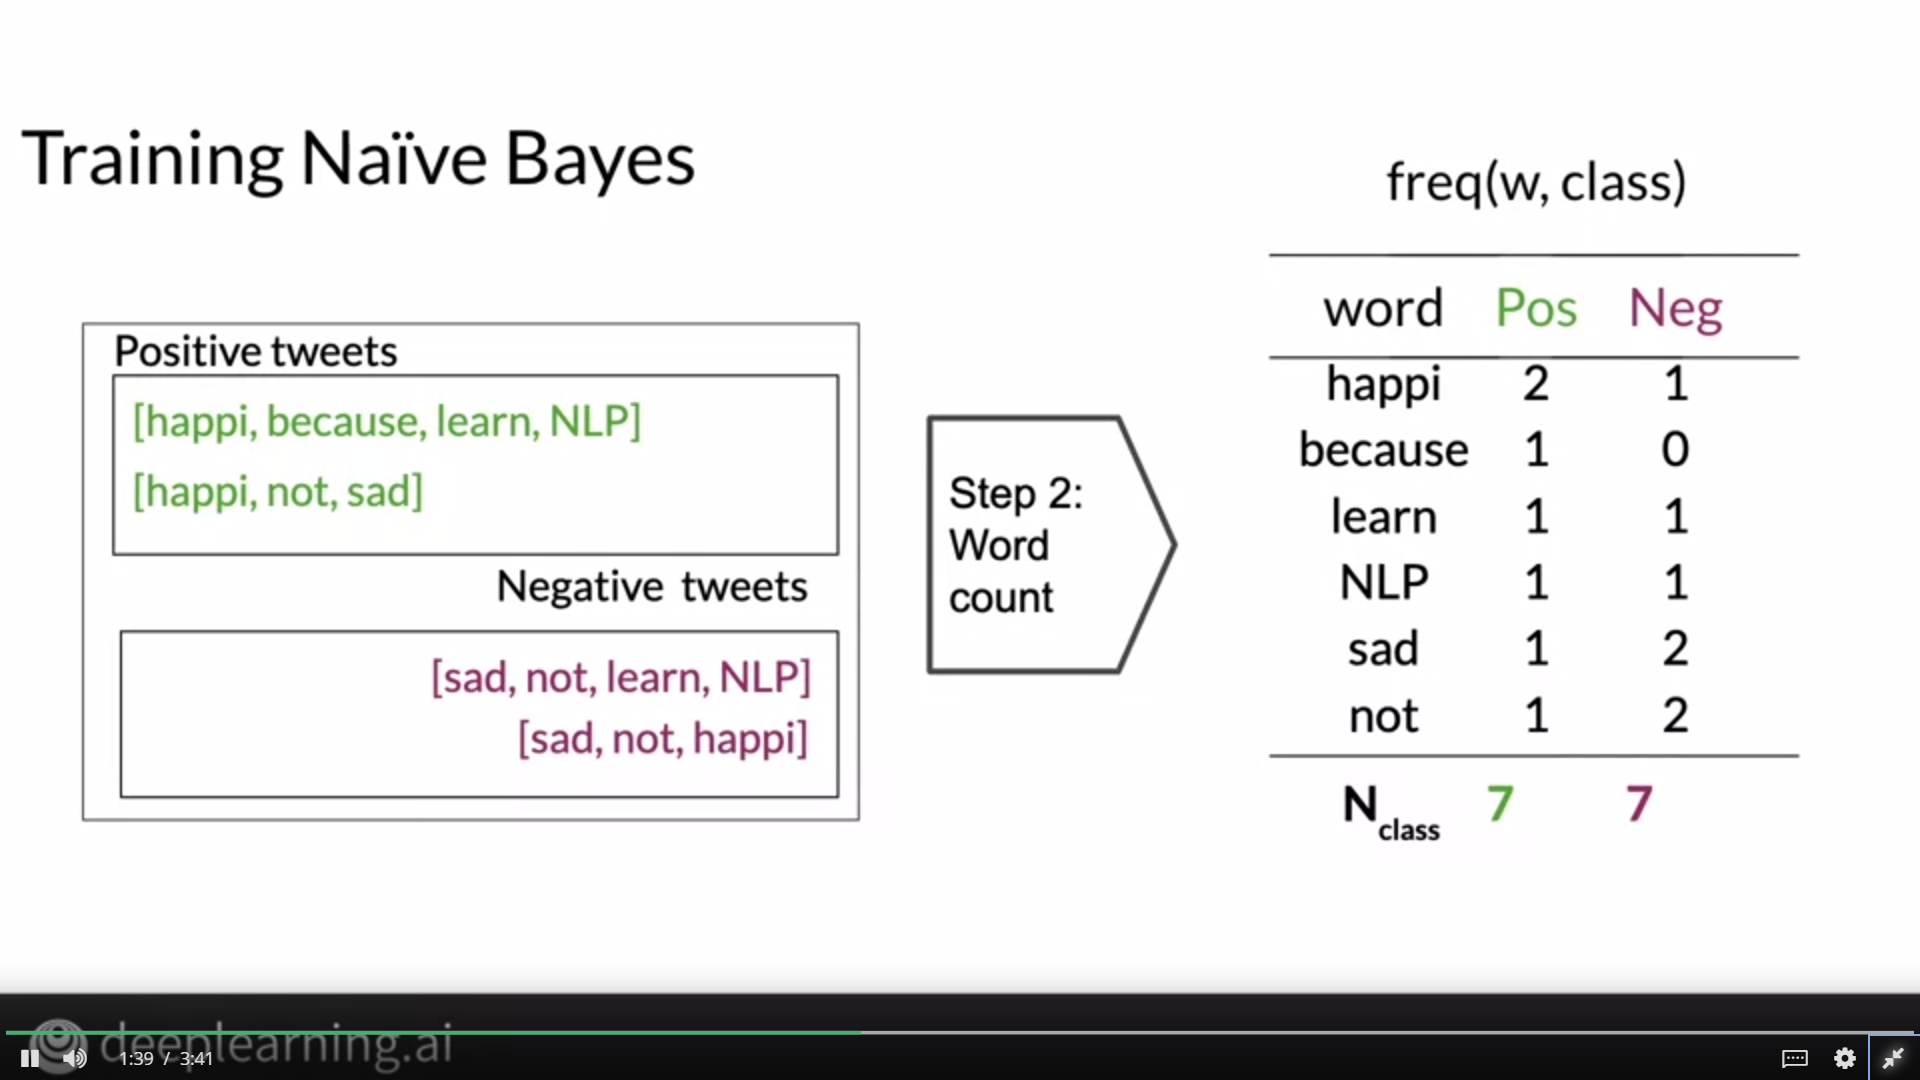 Training Naïve Bayes
Positive tweets
[happi, because, learn, NLP]
[happi, not, sad]
Negative tweets
[sad, not, learn, NLP]
[sad, not, happi]
Step 2:
Word
count
freq(w, class)
word Pos Neg
happi 2 1
because 1 0
learn 1 1
NLP 1 1
sad 1 2
not 1 2
Nclass 7 7
deeplearning.ai
1:39 / 3:41